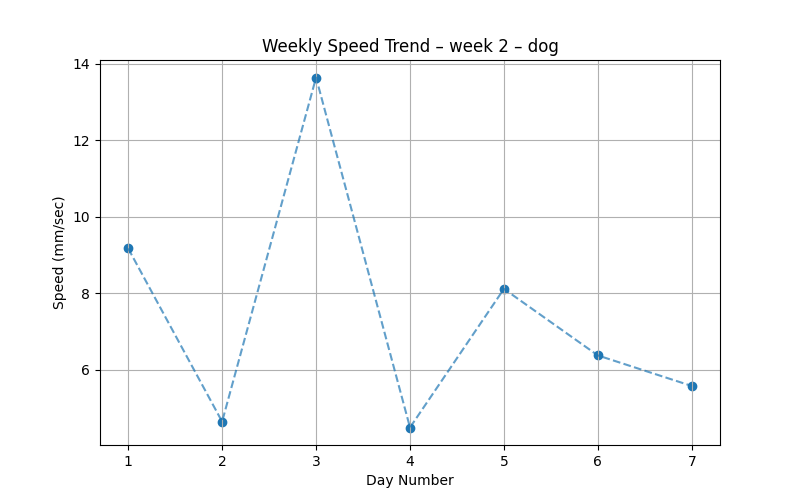 Weekly Speed Trend – week 2 – dog
14
12
10
8
6
Speed (mm/sec)
1 2 3 4 5 6 7
Day Number